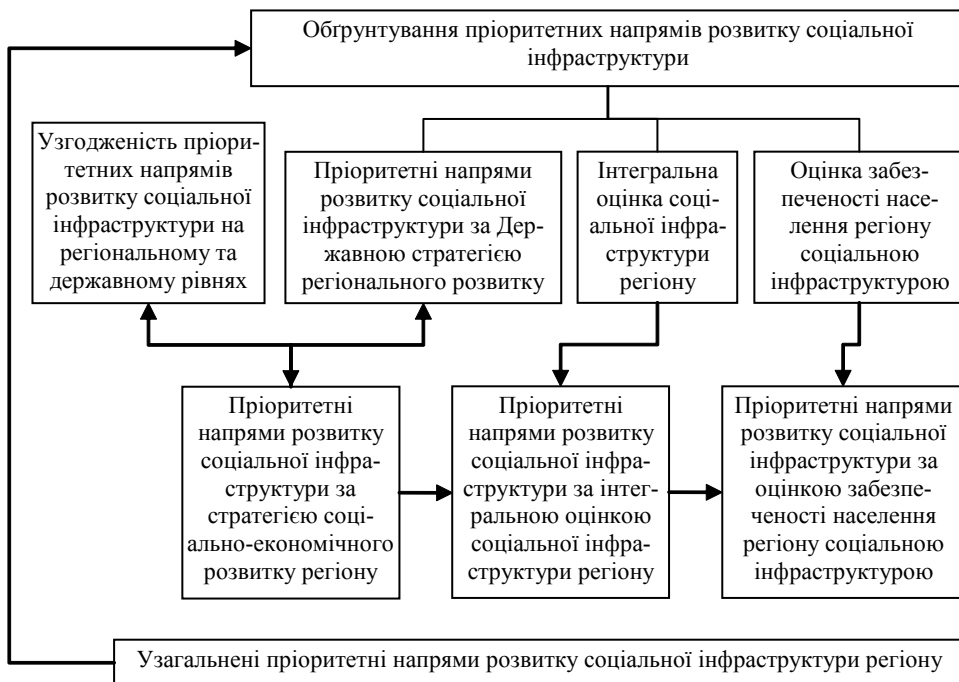 Обґрунтування пріоритетних напрямів розвитку соціальної
інфраструктури
Узгодженість пріори-
тетних напрямів
розвитку соціальної
інфраструктури на
регіональному та
державному рівнях
Пріоритетні напрями
розвитку соціальної
інфраструктури за Дер-
жавною стратегією
регіонального розвитку
Інтегральна
оцінка соці-
альної інфра-
структури
регіону
Оцінка забез-
печеності насе-
лення регіону
соціальною
інфраструктурою
Пріоритетні
напрями розвитку
соціальної інфра-
структури за
стратегією соці-
ально-економічного
розвитку регіону
Пріоритетні
напрями розвитку
соціальної інфра-
структури за інтег-
ральною оцінкою
соціальної інфра-
структури регіону
Пріоритетні напрями
розвитку соціальної
інфраструктури за
оцінкою забезпе-
ченості населення
регіону соціальною
інфраструктурою
Узагальнені пріоритетні напрями розвитку соціальної інфраструктури регіону